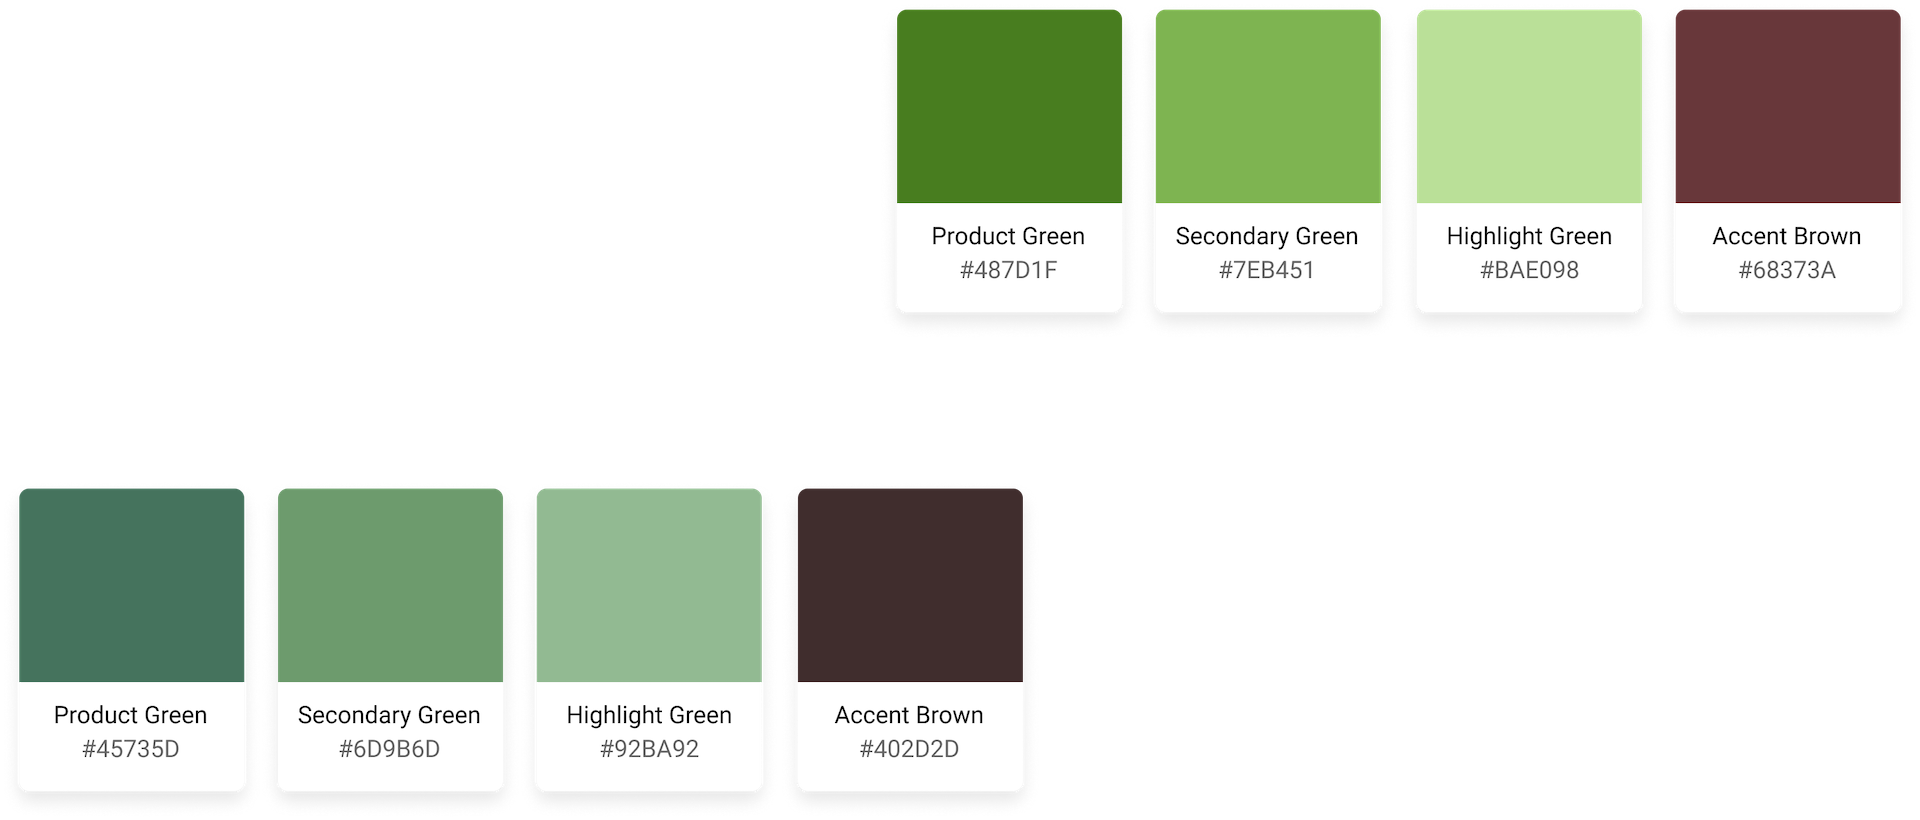 Product Green
#487D1F
Secondary Green
#7EB451
Highlight Green
#BAE098
Accent Brown
#68373A
Product Green
#45735D
Secondary Green
#6D9B6D
Highlight Green
#92BA92
Accent Brown
#402D2D